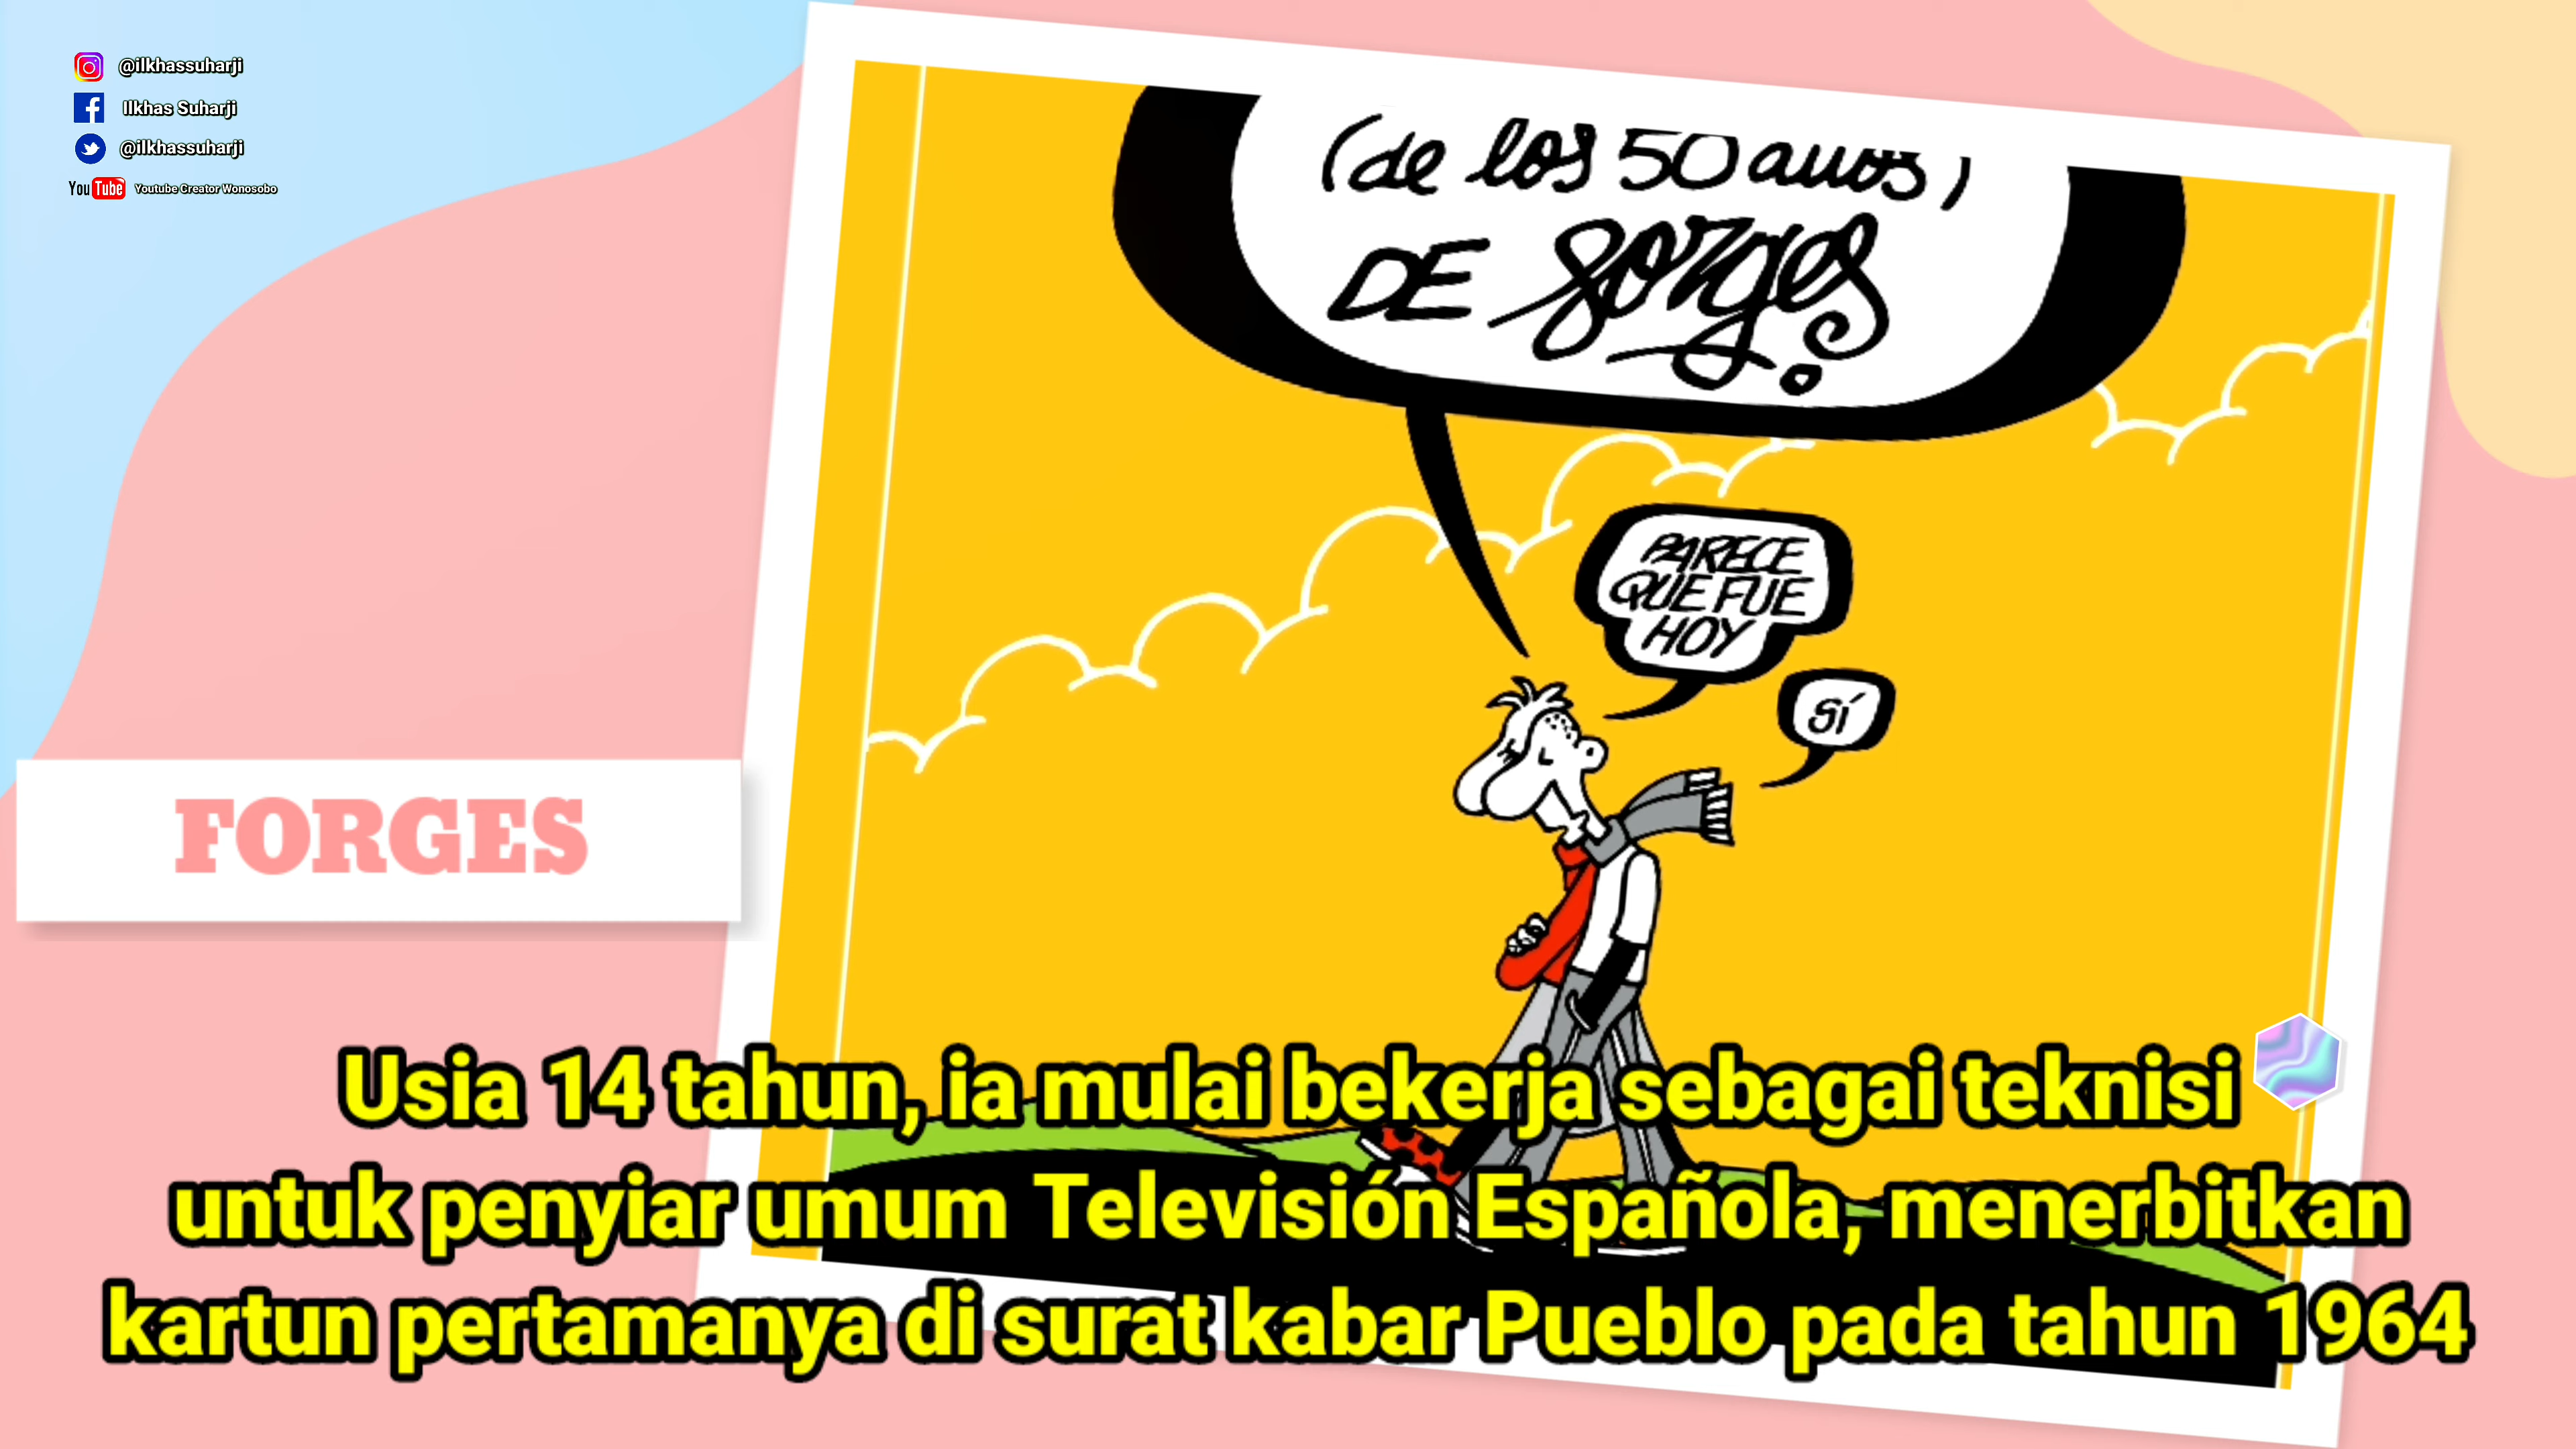 @ilkhassuharji
Ilkhas Suharji
@ilkhassuharji
YouTube Youtube Creator Wonosobo
(de los 50 años)
DE forges
PARECE
QUE FUE
HOY
SÍ
FORGES
Usia 14 tahun, ia mulai bekerja sebagai teknisi
untuk penyiar umum Televisión Española, menerbitkan
kartun pertamanya di surat kabar Pueblo pada tahun 1964